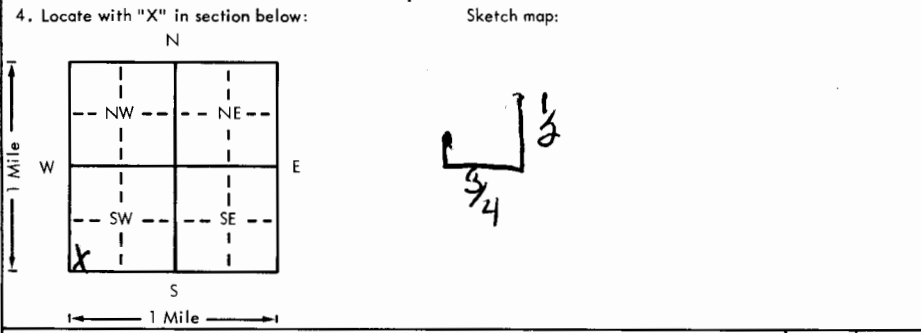 4. Locate with "X" in section below:
Sketch map:
N
NW
NE
W
E
1 Mile
SW
SE
X
S
1 Mile
1/2
3/4